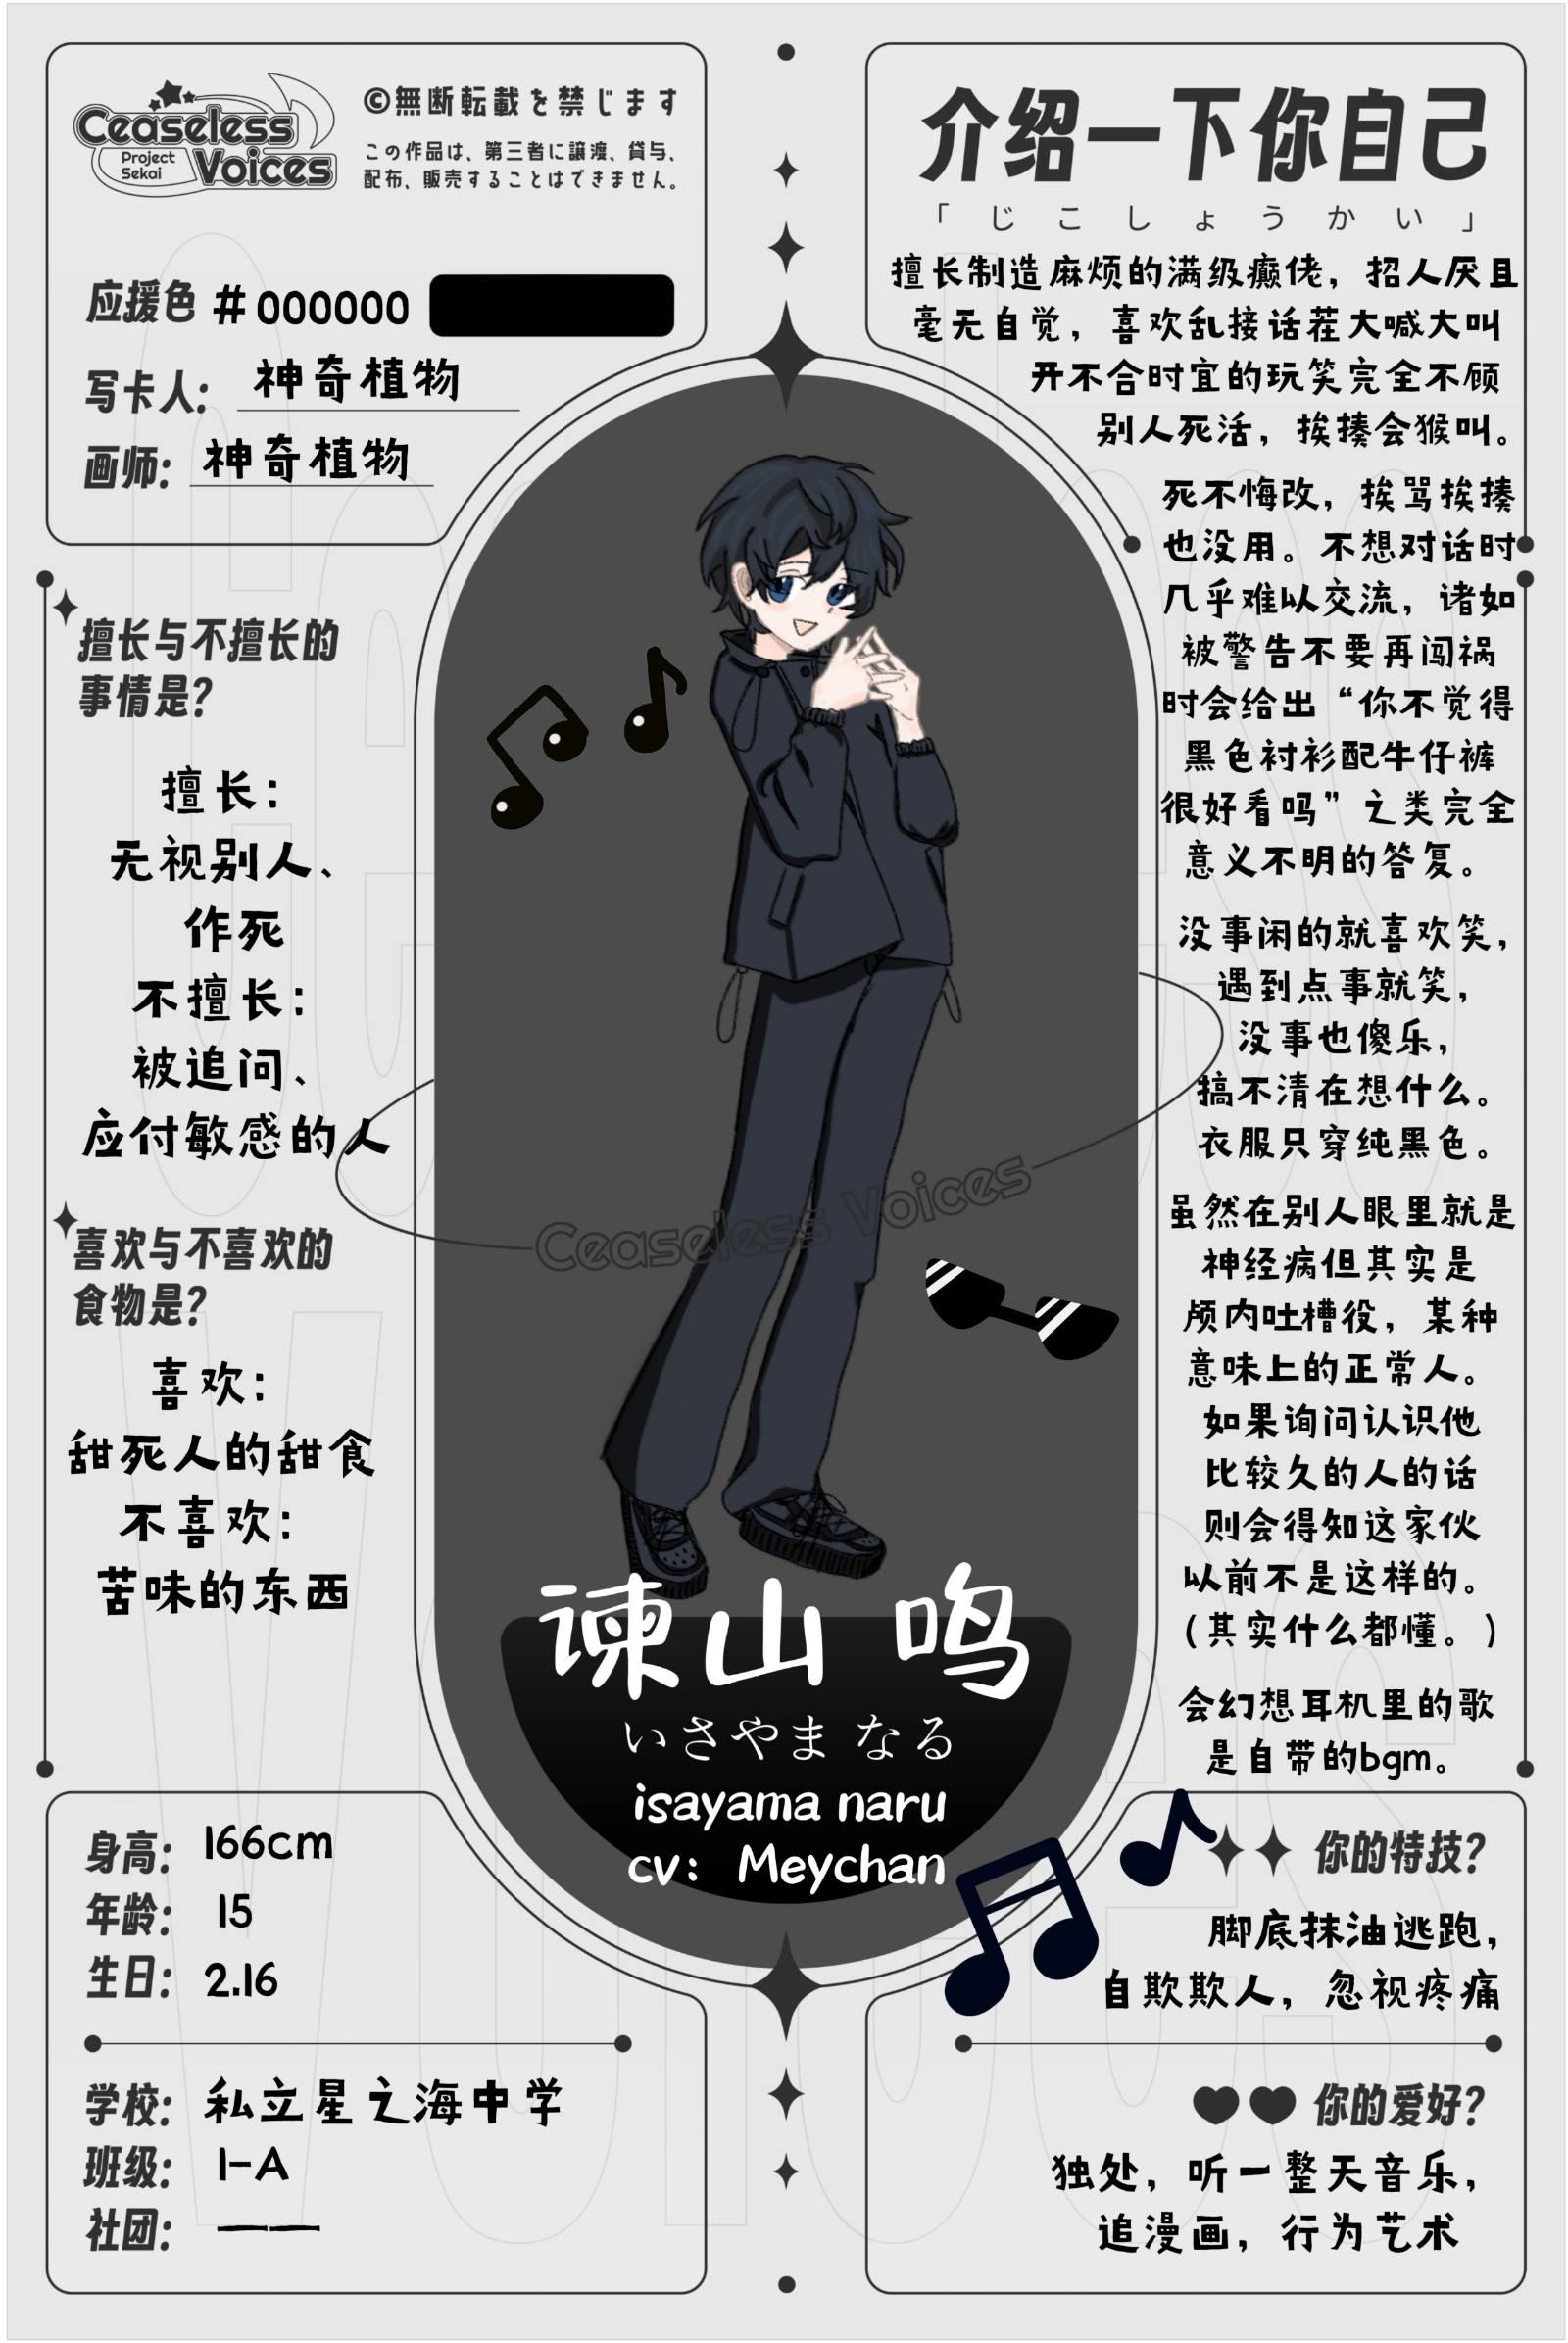 Ceaseless
Project
Sekai
Voices
©無断転載を禁じます
この作品は、第三者に譲渡、貸与、
配布、販売することはできません。
应援色 #000000
写卡人: 神奇植物
画师: 神奇植物
介绍一下你自己
「じこしょうかい」
擅长制造麻烦的满级癫佬，招人厌且
毫无自觉，喜欢乱接话茬大喊大叫
开不合时宜的玩笑完全不顾
别人死活，挨揍会猴叫。
死不悔改，挨骂挨揍
也没用。不想对话时
几乎难以交流，诸如
被警告不要再闯祸
时会给出“你不觉得
黑色衬衫配牛仔裤
很好看吗”之类完全
意义不明的答复。
没事闲的就喜欢笑，
遇到点事就笑，
没事也傻乐，
搞不清在想什么。
衣服只穿纯黑色。
虽然在别人眼里就是
神经病但其实是
颅内吐槽役，某种
意味上的正常人。
如果询问认识他
比较久的人的话
则会得知这家伙
以前不是这样的。
（其实什么都懂。）
会幻想耳机里的歌
是自带的bgm。
擅长与不擅长的
事情是?
擅长：
无视别人、
作死
不擅长：
被追问、
应付敏感的人
喜欢与不喜欢的
食物是?
喜欢：
甜死人的甜食
不喜欢：
苦味的东西
Ceaseless Voices
谏山 鸣
いさやま なる
isayama naru
cv：Meychan
身高: 166cm
年龄: 15
生日: 2.16
学校: 私立星之海中学
班级: 1-A
社团: ——
你的特技?
脚底抹油逃跑，
自欺欺人，忽视疼痛
你的爱好?
独处，听一整天音乐，
追漫画，行为艺术